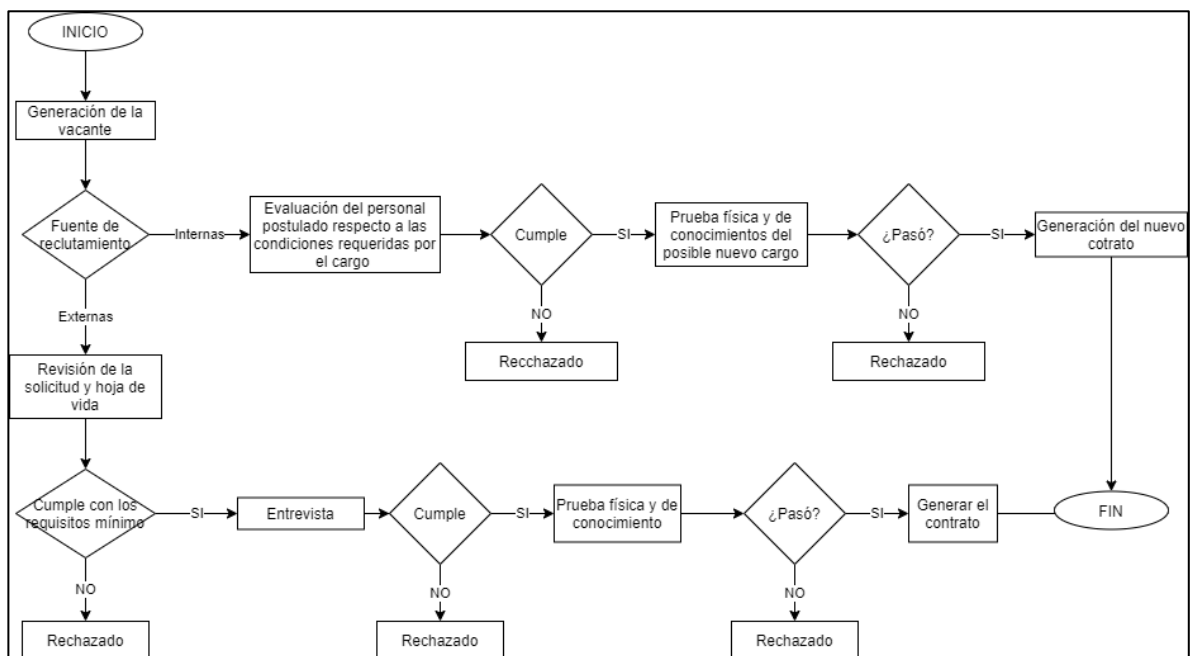 INICIO
Generación de la
vacante
Fuente de
reclutamiento
Internas
Evaluación del personal
postulado respecto a las
condiciones requeridas por
el cargo
Cumple
SI
Prueba física y de
conocimientos del
posible nuevo cargo
¿Pasó?
SI
Generación del nuevo
cotrato
NO
Recchazado
NO
Rechazado
Externas
Revisión de la
solicitud y hoja de
vida
Cumple con los
requisitos mínimo
SI
Entrevista
Cumple
SI
Prueba física y de
conocimiento
¿Pasó?
SI
Generar el
contrato
FIN
NO
Rechazado
NO
Rechazado
NO
Rechazado